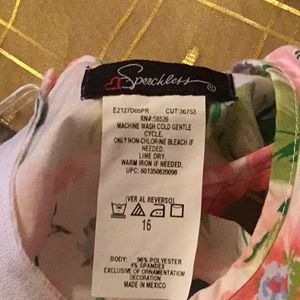 Speechless ®
E2127D05PR CUT:36753
RN#:58539
MACHINE WASH COLD GENTLE
CYCLE.
ONLY NON-CHLORINE BLEACH IF
NEEDED.
LINE DRY.
WARM IRON IF NEEDED.
UPC: 601350820098
(VER AL REVERSO)
16
BODY: 96% POLYESTER
4% SPANDEX
EXCLUSIVE OF ORNAMENTATION
DECORATION
MADE IN MEXICO